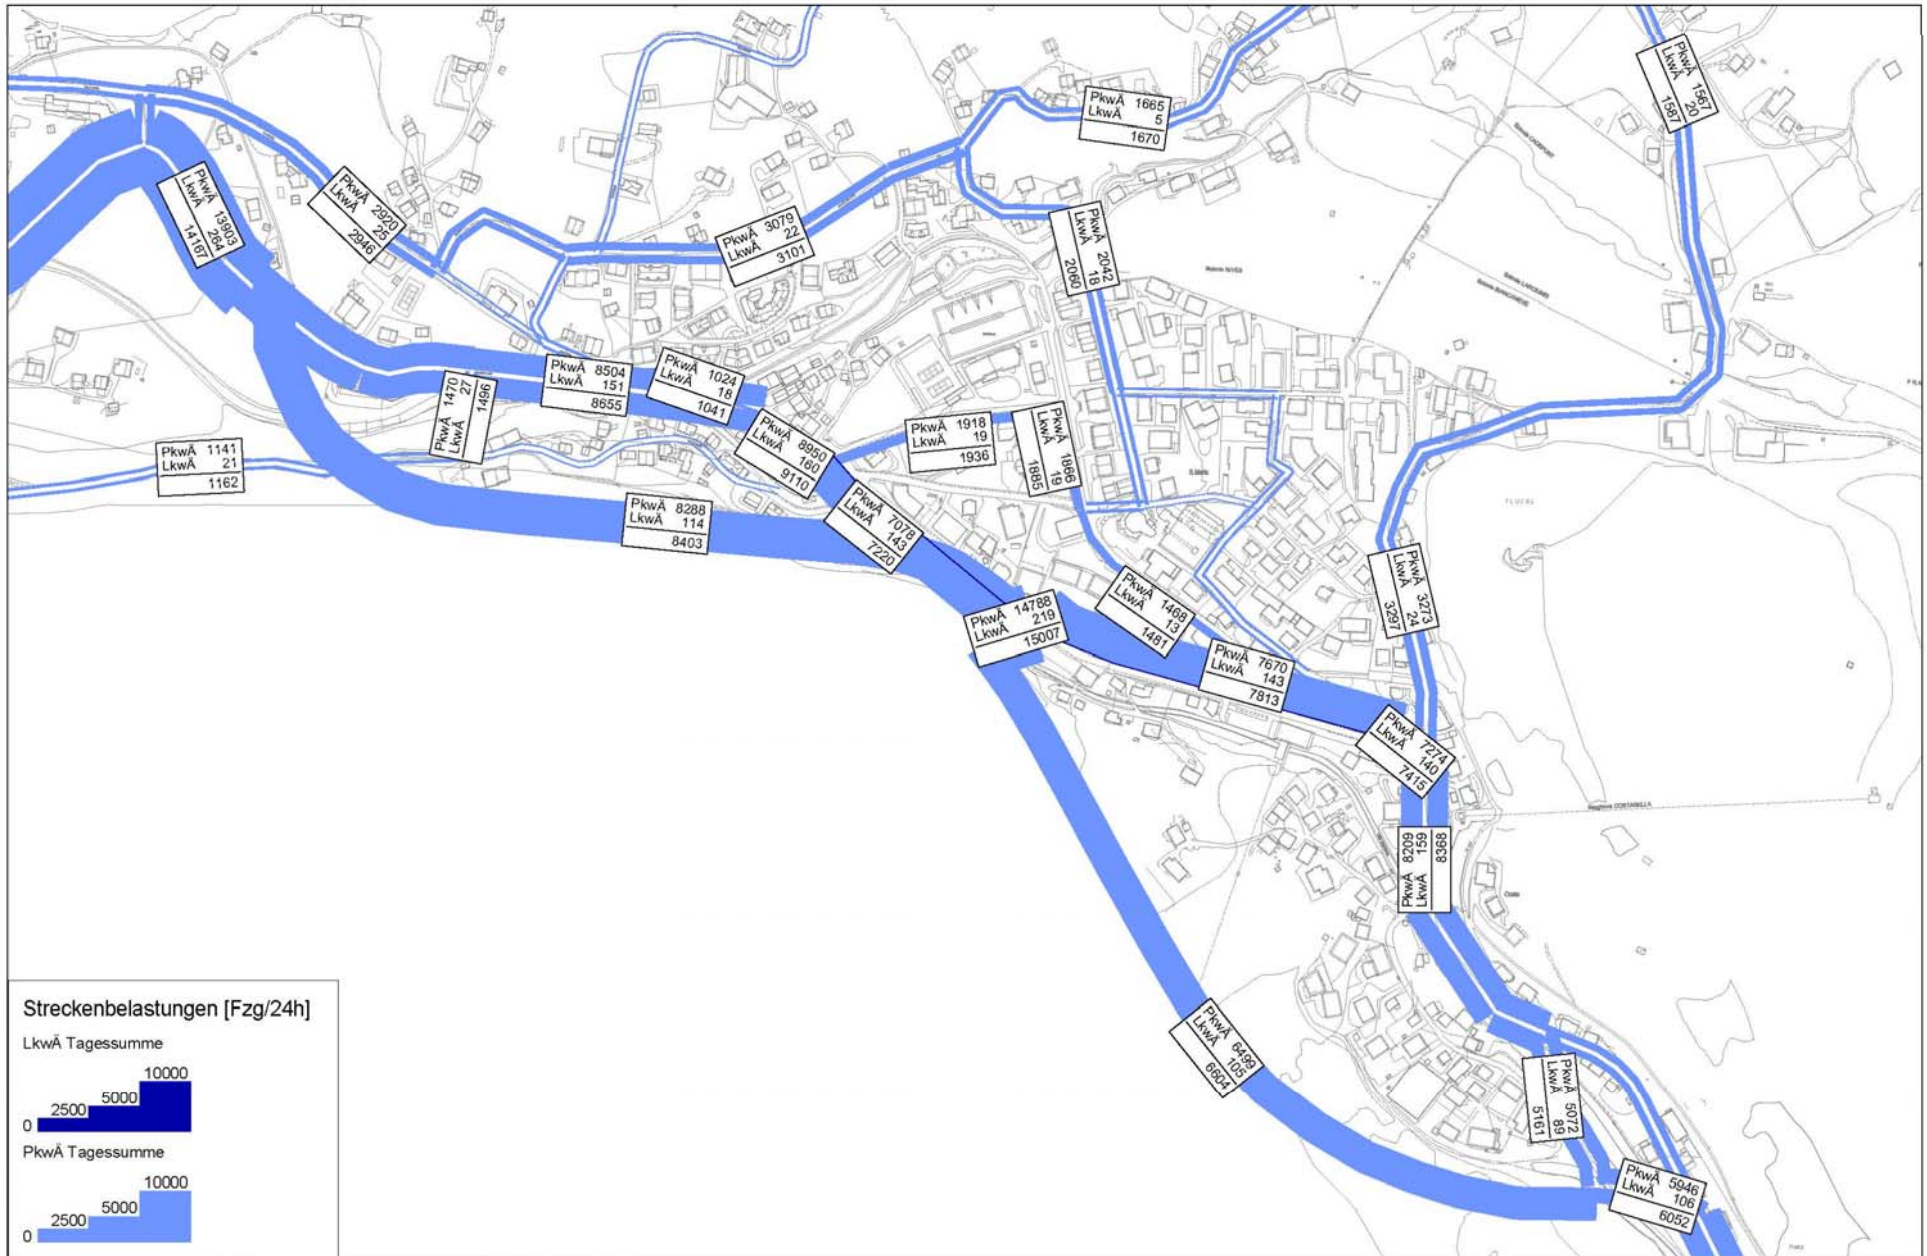 PkwÄ 1567
LkwÄ 20
1587
PkwÄ 1665
LkwÄ 5
1670
PkwÄ 13903
LkwÄ 264
14167
PkwÄ 2920
LkwÄ 25
2946
PkwÄ 3079
LkwÄ 22
3101
PkwÄ 2042
LkwÄ 18
2060
PkwÄ 8504
LkwÄ 151
8655
PkwÄ 1024
LkwÄ 18
1041
PkwÄ 1470
LkwÄ 27
1496
PkwÄ 1141
LkwÄ 21
1162
PkwÄ 8950
LkwÄ 160
9110
PkwÄ 1918
LkwÄ 19
1936
PkwÄ 1866
LkwÄ 19
1885
PkwÄ 8288
LkwÄ 114
8403
PkwÄ 7078
LkwÄ 143
7220
PkwÄ 14788
LkwÄ 219
15007
PkwÄ 1468
LkwÄ 13
1481
PkwÄ 3273
LkwÄ 24
3297
PkwÄ 7670
LkwÄ 143
7813
PkwÄ 7274
LkwÄ 140
7415
PkwÄ 8209
LkwÄ 159
8368
PkwÄ 6499
LkwÄ 105
6604
PkwÄ 5072
LkwÄ 89
5161
PkwÄ 5946
LkwÄ 106
6052
Streckenbelastungen [Fzg/24h]
LkwÄ Tagessumme
0 2500 5000 10000
PkwÄ Tagessumme
0 2500 5000 10000